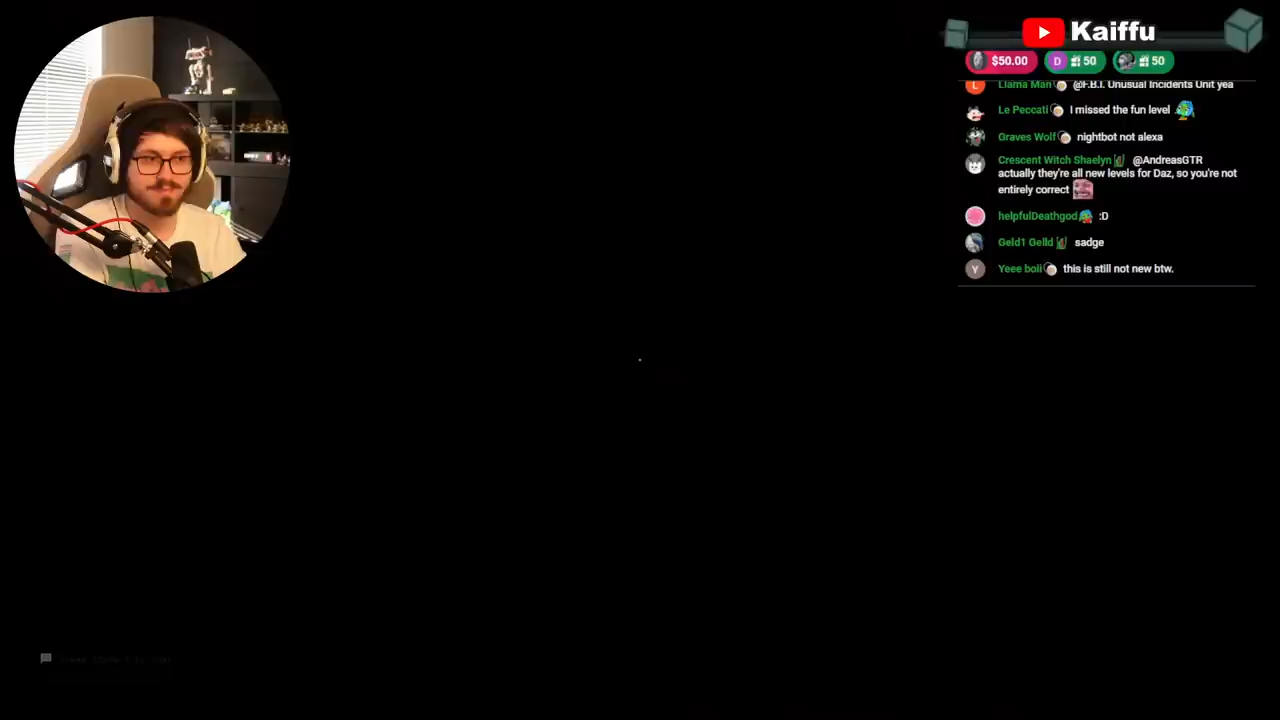 Kaiffu
$50.00
D 50
50
L Llama Man @F.B.I. Unusual Incidents Unit yea
Le Peccati I missed the fun level
Graves Wolf nightbot not alexa
Crescent Witch Shaelyn @AndreasGTR
actually they're all new levels for Daz, so you're not
entirely correct
helpfulDeathgod :D
Geld1 Gelld sadge
Y Yeee boii this is still not new btw.